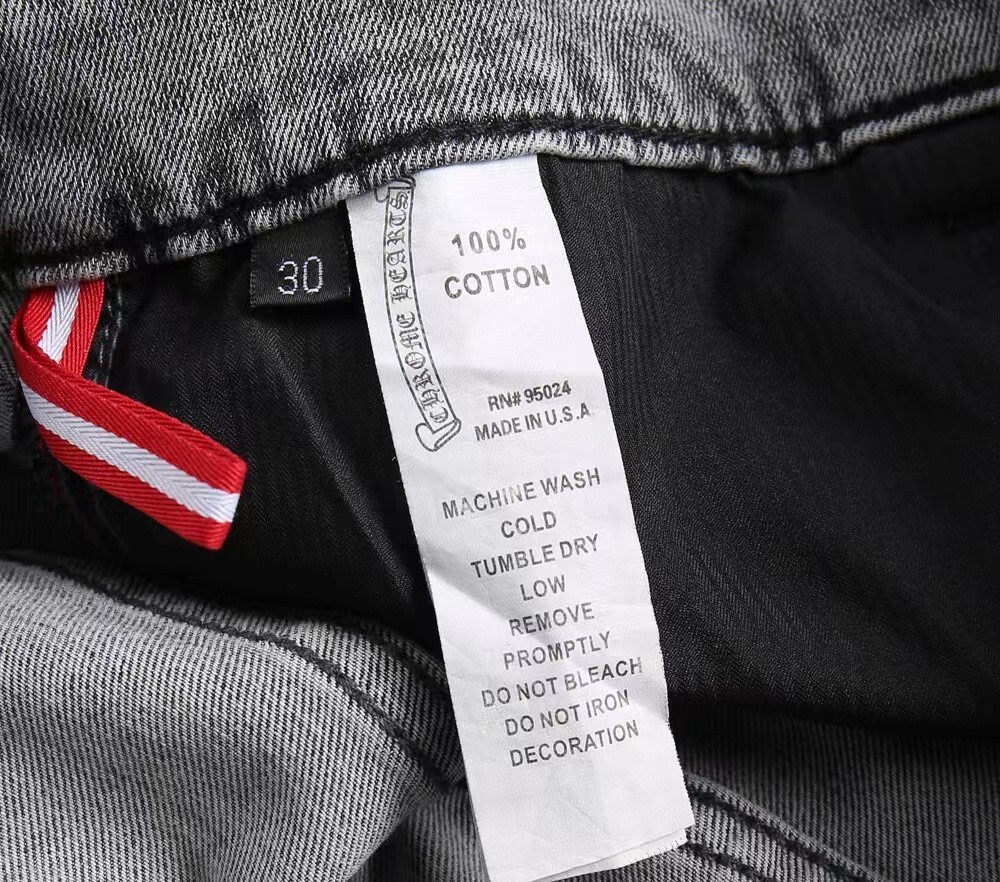 30
CHROME HEARTS
100%
COTTON
RN# 95024
MADE IN U.S.A
MACHINE WASH
COLD
TUMBLE DRY
LOW
REMOVE
PROMPTLY
DO NOT BLEACH
DO NOT IRON
DECORATION